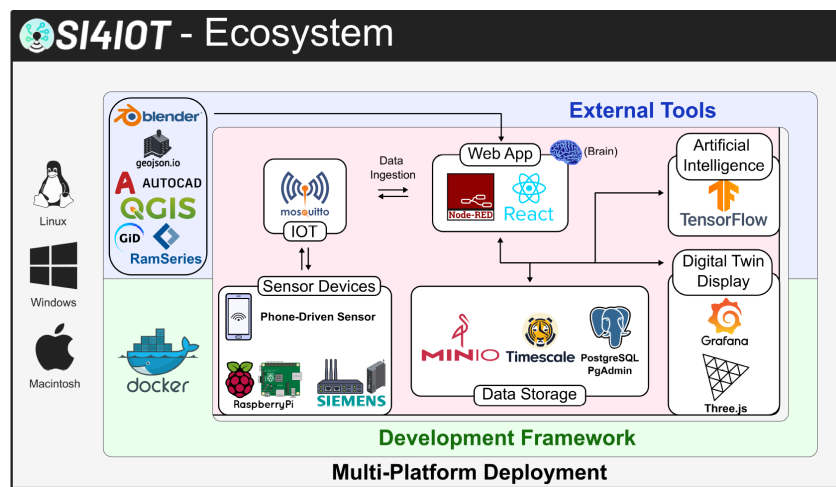 SI4IOT - Ecosystem
External Tools
blender
geojson.io
AUTOCAD
QGIS
GiD
RamSeries
Linux
Windows
Macintosh
docker
mosquitto
IOT
Data
Ingestion
Web App
(Brain)
Node-RED
React
Artificial
Intelligence
TensorFlow
Digital Twin
Display
Grafana
Three.js
Sensor Devices
Phone-Driven Sensor
RaspberryPi
SIEMENS
MINIO
Timescale
PostgreSQL
PgAdmin
Data Storage
Development Framework
Multi-Platform Deployment